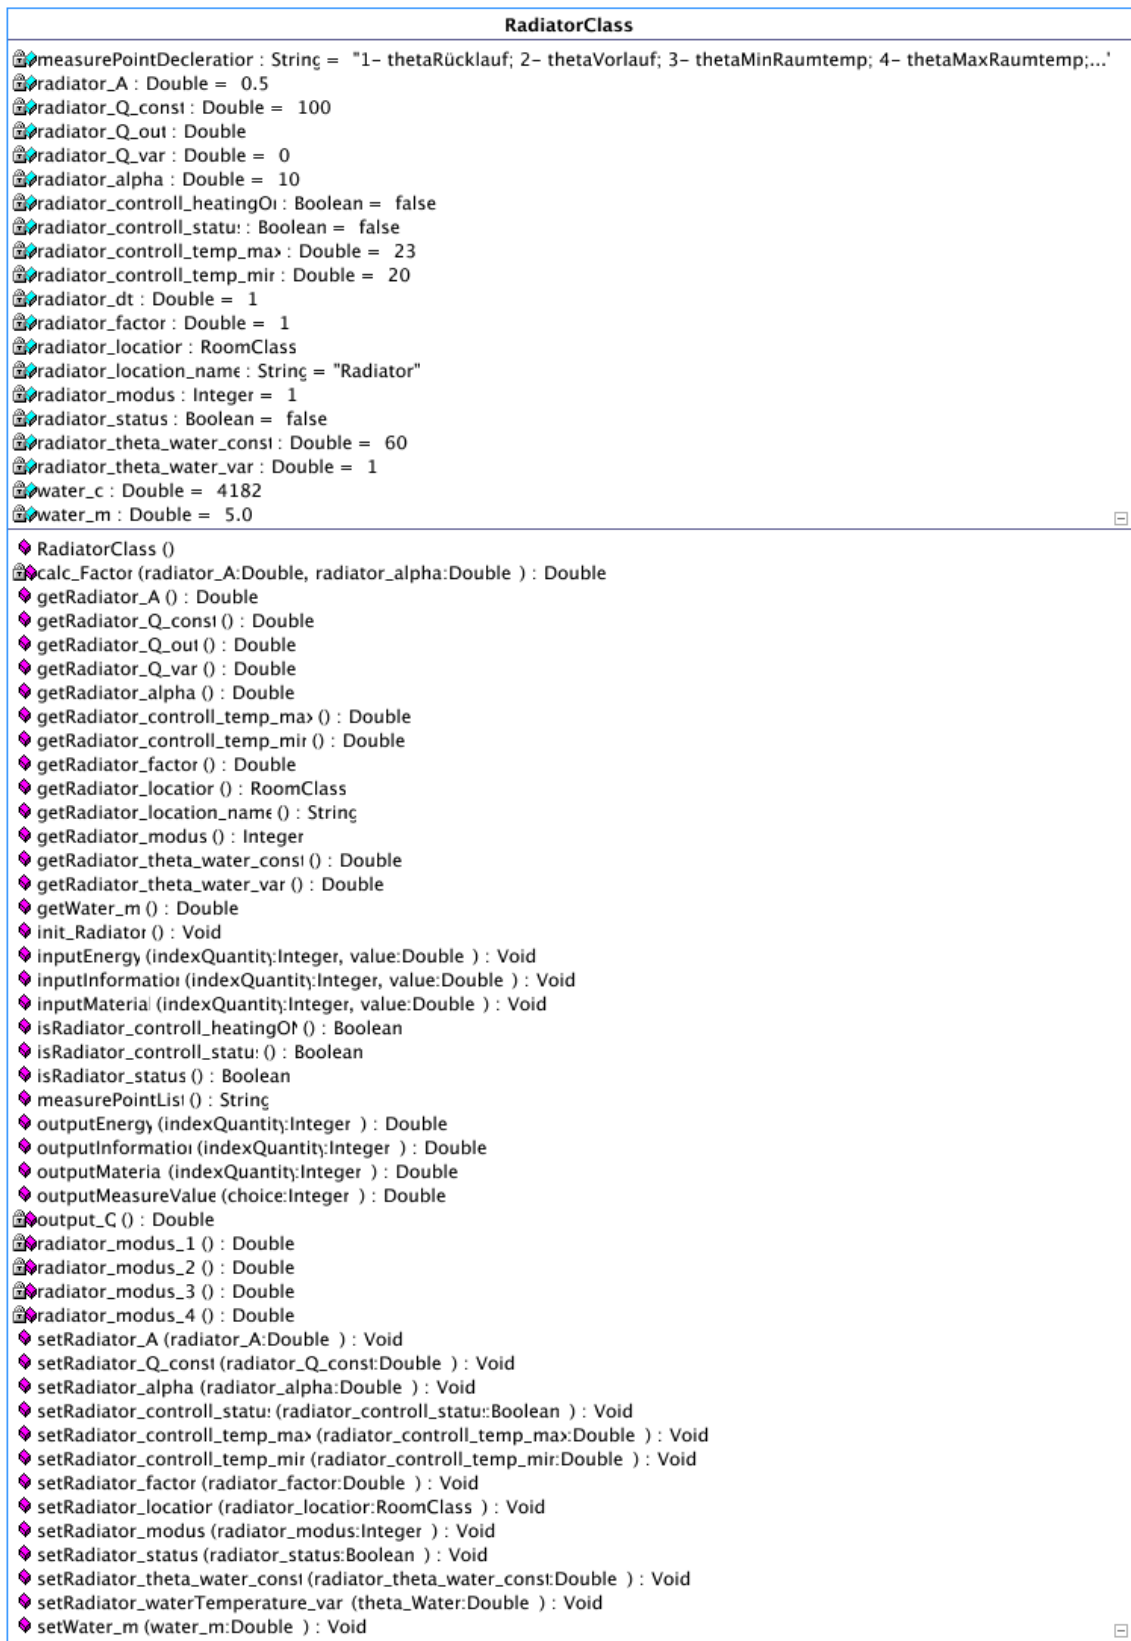 RadiatorClass
measurePointDecleratior : String = "1- thetaRücklauf; 2- thetaVorlauf; 3- thetaMinRaumtemp; 4- thetaMaxRaumtemp;...'
radiator_A : Double = 0.5
radiator_Q_const : Double = 100
radiator_Q_out : Double
radiator_Q_var : Double = 0
radiator_alpha : Double = 10
radiator_controll_heatingOı : Boolean = false
radiator_controll_statu: : Boolean = false
radiator_controll_temp_max : Double = 23
radiator_controll_temp_mir : Double = 20
radiator_dt : Double = 1
radiator_factor : Double = 1
radiator_locatior : RoomClass
radiator_location_name : String = "Radiator"
radiator_modus : Integer = 1
radiator_status : Boolean = false
radiator_theta_water_const : Double = 60
radiator_theta_water_var : Double = 1
water_c : Double = 4182
water_m : Double = 5.0
RadiatorClass ()
calc_Factor (radiator_A:Double, radiator_alpha:Double ) : Double
getRadiator_A () : Double
getRadiator_Q_const () : Double
getRadiator_Q_out () : Double
getRadiator_Q_var () : Double
getRadiator_alpha () : Double
getRadiator_controll_temp_max () : Double
getRadiator_controll_temp_mir () : Double
getRadiator_factor () : Double
getRadiator_locatior () : RoomClass
getRadiator_location_name () : String
getRadiator_modus () : Integer
getRadiator_theta_water_const () : Double
getRadiator_theta_water_var () : Double
getWater_m () : Double
init_Radiator () : Void
inputEnergy (indexQuantity:Integer, value:Double ) : Void
inputInformatior (indexQuantity:Integer, value:Double ) : Void
inputMaterial (indexQuantity:Integer, value:Double ) : Void
isRadiator_controll_heatingON () : Boolean
isRadiator_controll_statu: () : Boolean
isRadiator_status () : Boolean
measurePointList () : String
outputEnergy (indexQuantity:Integer ) : Double
outputInformatioı (indexQuantity:Integer ) : Double
outputMateria (indexQuantity:Integer ) : Double
outputMeasureValue (choice:Integer ) : Double
output_Q () : Double
radiator_modus_1 () : Double
radiator_modus_2 () : Double
radiator_modus_3 () : Double
radiator_modus_4 () : Double
setRadiator_A (radiator_A:Double ) : Void
setRadiator_Q_const (radiator_Q_const:Double ) : Void
setRadiator_alpha (radiator_alpha:Double ) : Void
setRadiator_controll_statu: (radiator_controll_statu::Boolean ) : Void
setRadiator_controll_temp_max (radiator_controll_temp_max:Double ) : Void
setRadiator_controll_temp_mir (radiator_controll_temp_mir:Double ) : Void
setRadiator_factor (radiator_factor:Double ) : Void
setRadiator_locatior (radiator_locatior:RoomClass ) : Void
setRadiator_modus (radiator_modus:Integer ) : Void
setRadiator_status (radiator_status:Boolean ) : Void
setRadiator_theta_water_const (radiator_theta_water_const:Double ) : Void
setRadiator_waterTemperature_var (theta_Water:Double ) : Void
setWater_m (water_m:Double ) : Void